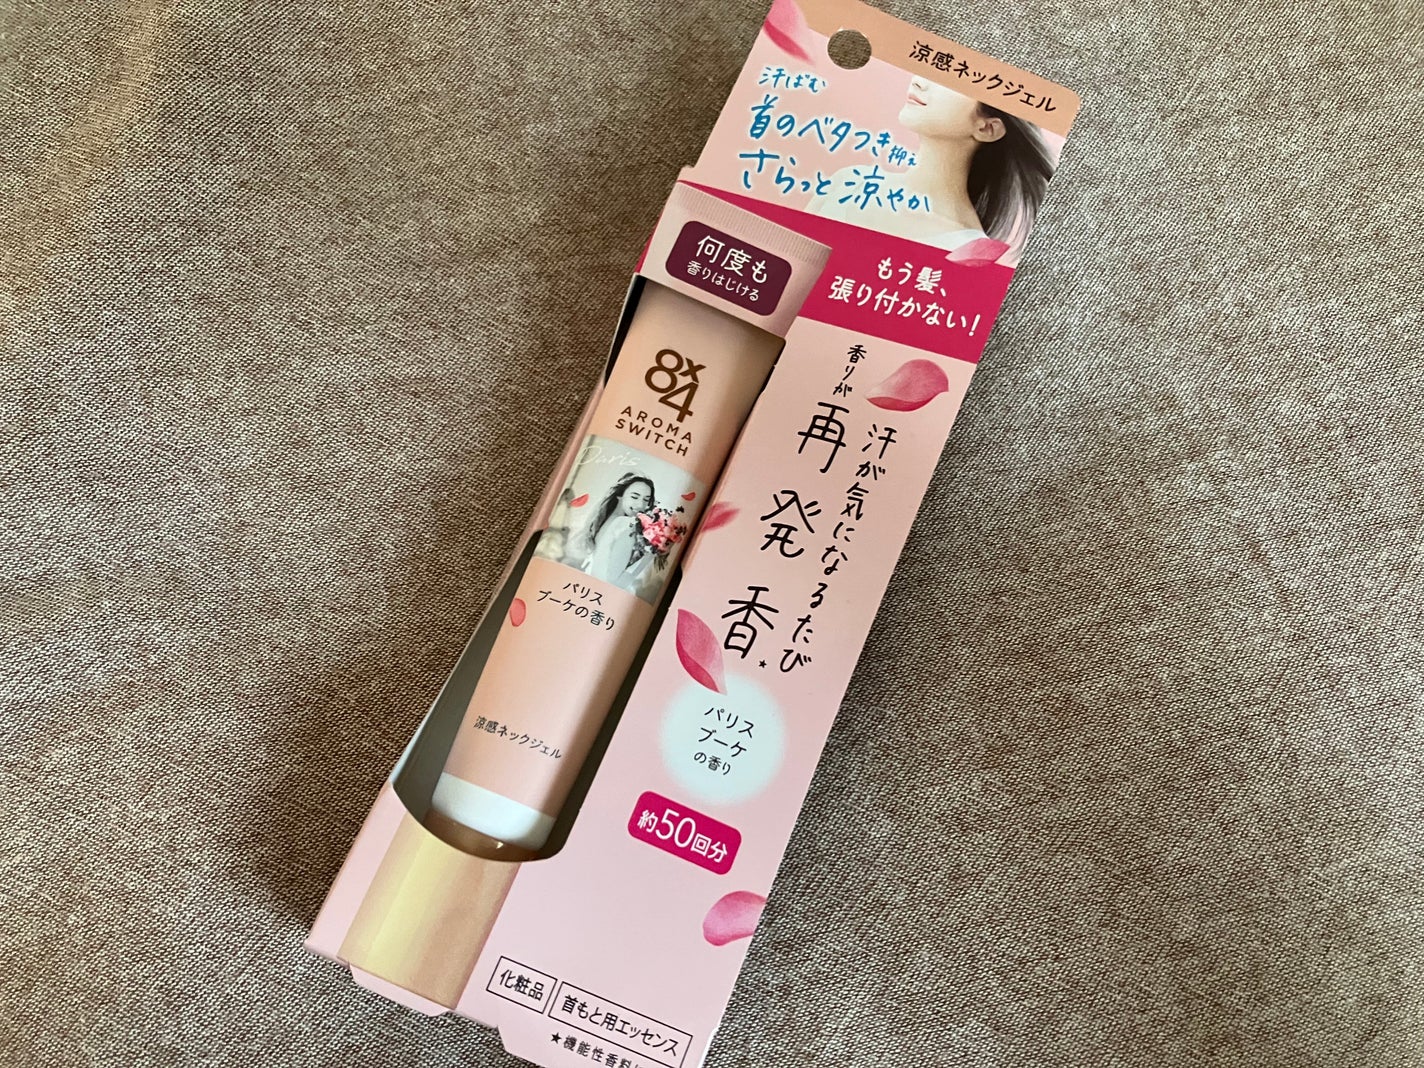 涼感ネックジェル
汗ばむ
首のベタつき抑え
さらっと涼やか
もう髪、
張り付かない!
何度も
香りはじける
8x4
AROMA
SWITCH
Paris
パリス
ブーケの香り
涼感ネックジェル
汗が気になるたび
香りが再発香★
パリス
ブーケ
の香り
約50回分
化粧品
首もと用エッセンス
★機能性香料